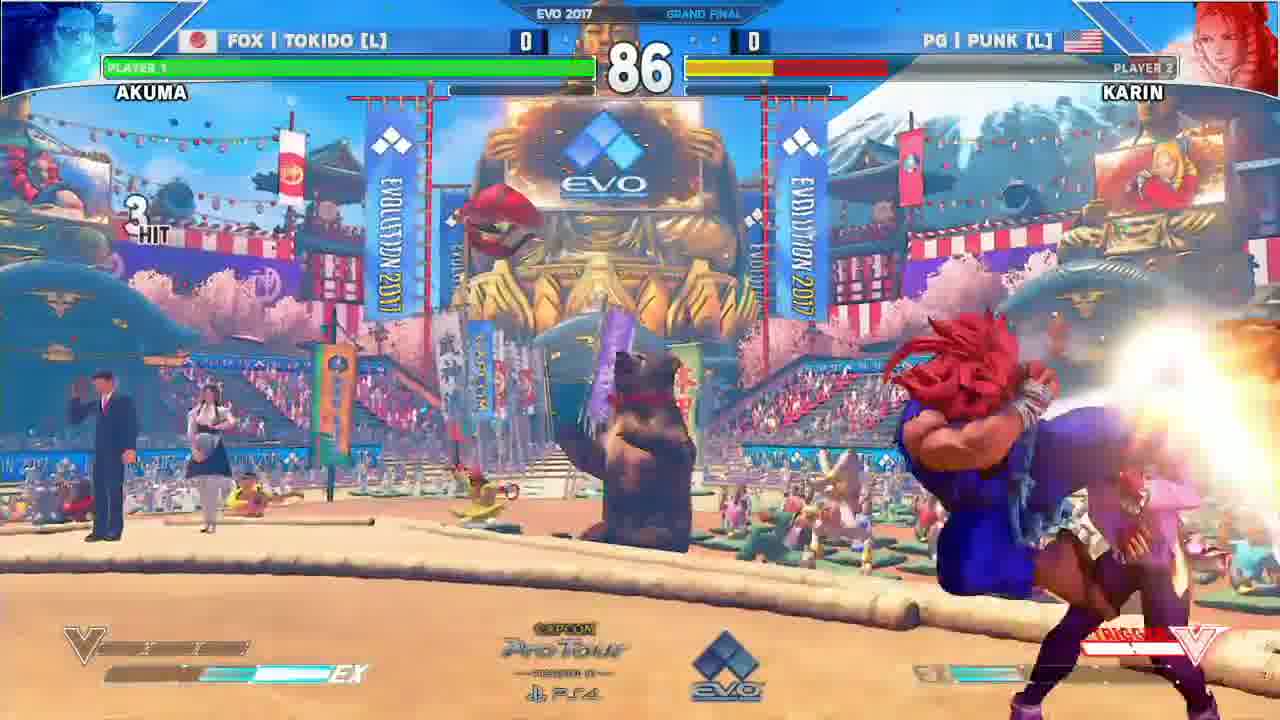 EVO 2017
GRAND FINAL
FOX | TOKIDO [L]
0
86
0
PG | PUNK [L]
PLAYER 1
PLAYER 2
AKUMA
KARIN
EVO
EVOLUTION 2017
EVOLUTION 2017
3
HIT
TRIGGER
V
V
EX
CAPCOM
Pro Tour
PS4
EVO